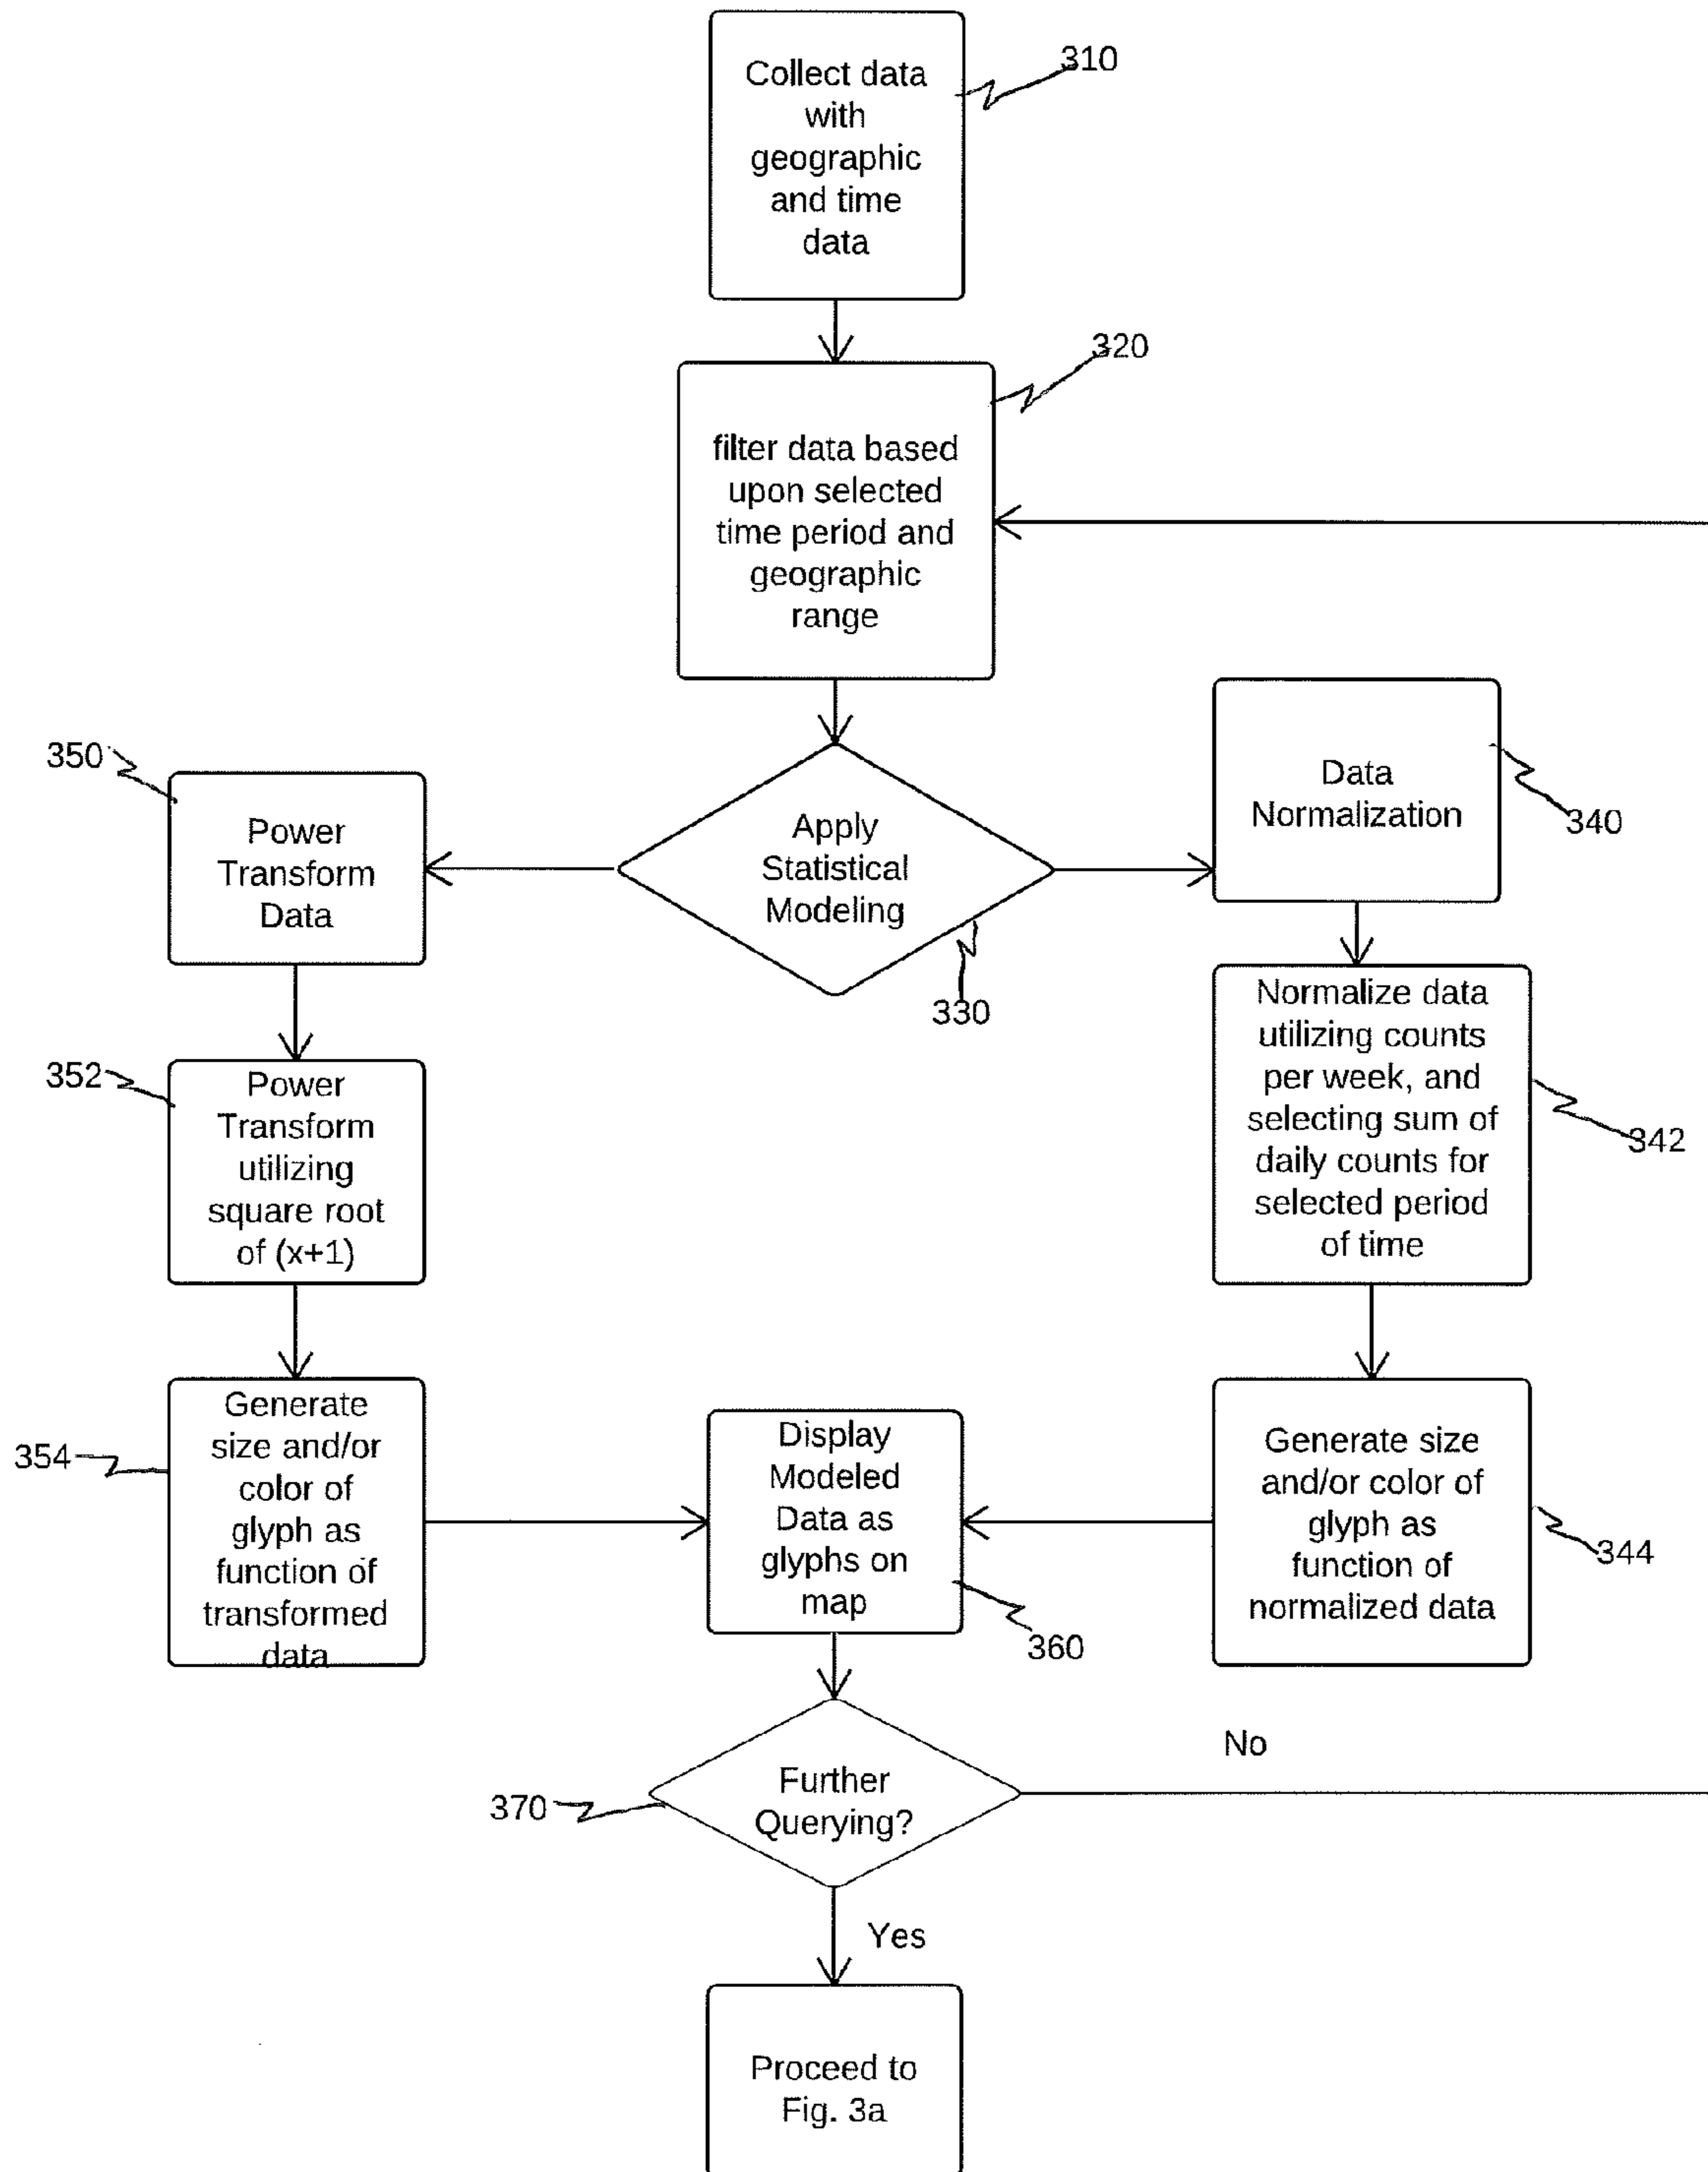 Collect data
with
geographic
and time
data
310
320
filter data based
upon selected
time period and
geographic
range
350
Power
Transform
Data
Apply
Statistical
Modeling
330
Data
Normalization
340
352
Power
Transform
utilizing
square root
of (x+1)
Normalize data
utilizing counts
per week, and
selecting sum of
daily counts for
selected period
of time
342
354
Generate
size and/or
color of
glyph as
function of
transformed
data
Display
Modeled
Data as
glyphs on
map
360
Generate size
and/or color of
glyph as
function of
normalized data
344
370
Further
Querying?
No
Yes
Proceed to
Fig. 3a